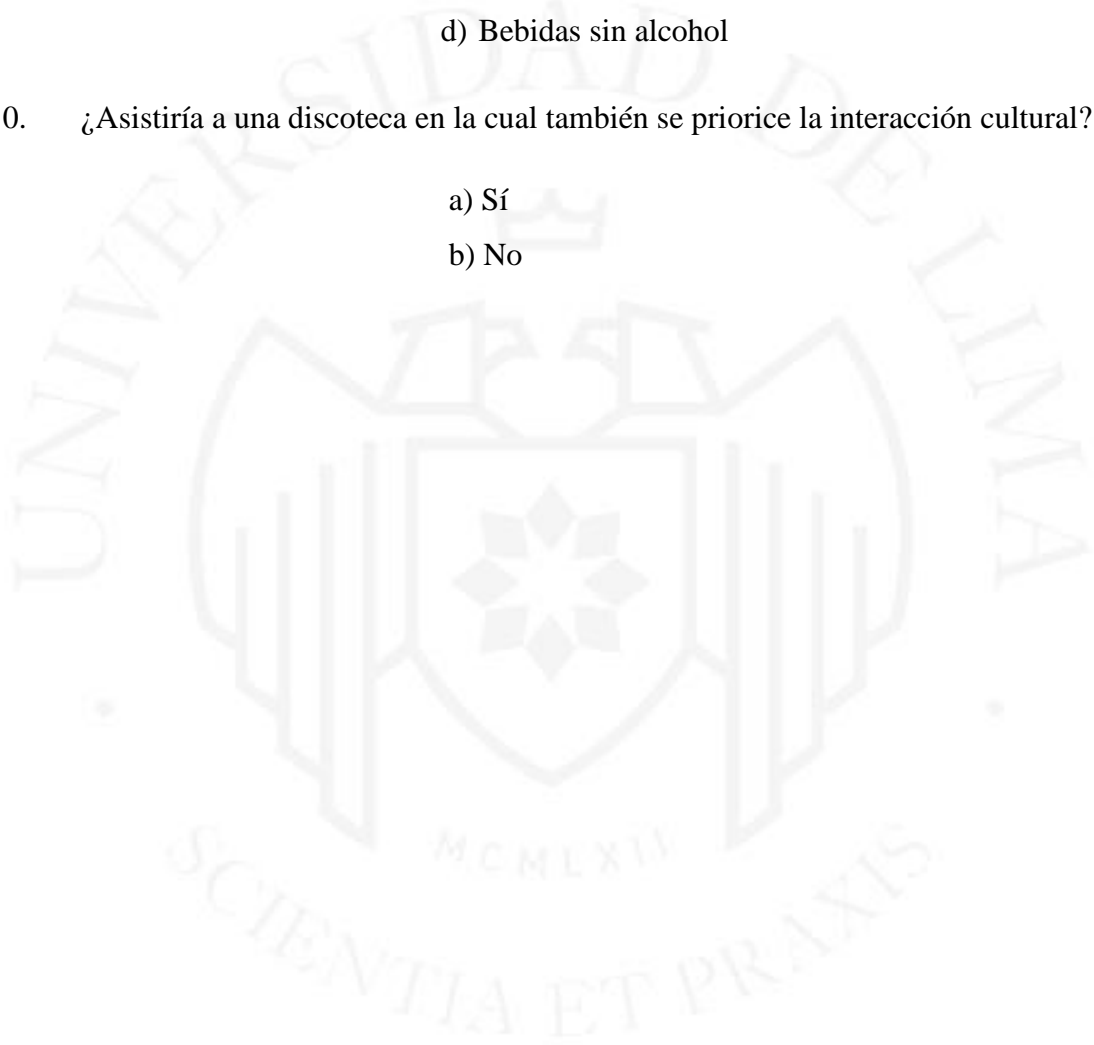 d) Bebidas sin alcohol
0. ¿Asistiría a una discoteca en la cual también se priorice la interacción cultural?
a) Sí
b) No
UNIVERSIDAD DE LIMA
MCMLXII
SCIENTIA ET PRAXIS